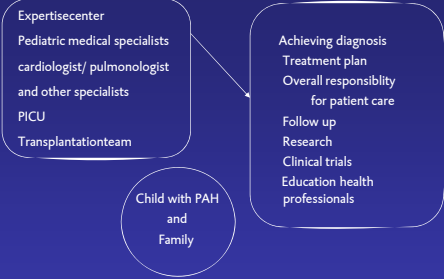 Expertisecenter
Pediatric medical specialists
cardiologist/ pulmonologist
and other specialists
PICU
Transplantationteam
Achieving diagnosis
Treatment plan
Overall responsiblity
for patient care
Follow up
Research
Clinical trials
Education health
professionals
Child with PAH
and
Family